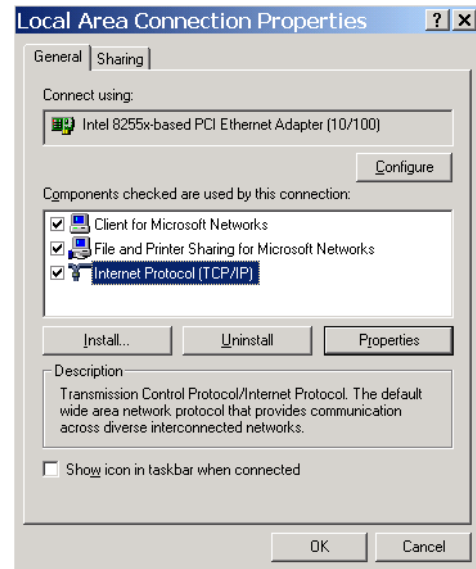 Local Area Connection Properties
General
Sharing
Connect using:
Intel 8255x-based PCI Ethernet Adapter (10/100)
Configure
Components checked are used by this connection:
Client for Microsoft Networks
File and Printer Sharing for Microsoft Networks
Internet Protocol (TCP/IP)
Install...
Uninstall
Properties
Description
Transmission Control Protocol/Internet Protocol. The default
wide area network protocol that provides communication
across diverse interconnected networks.
Show icon in taskbar when connected
OK
Cancel